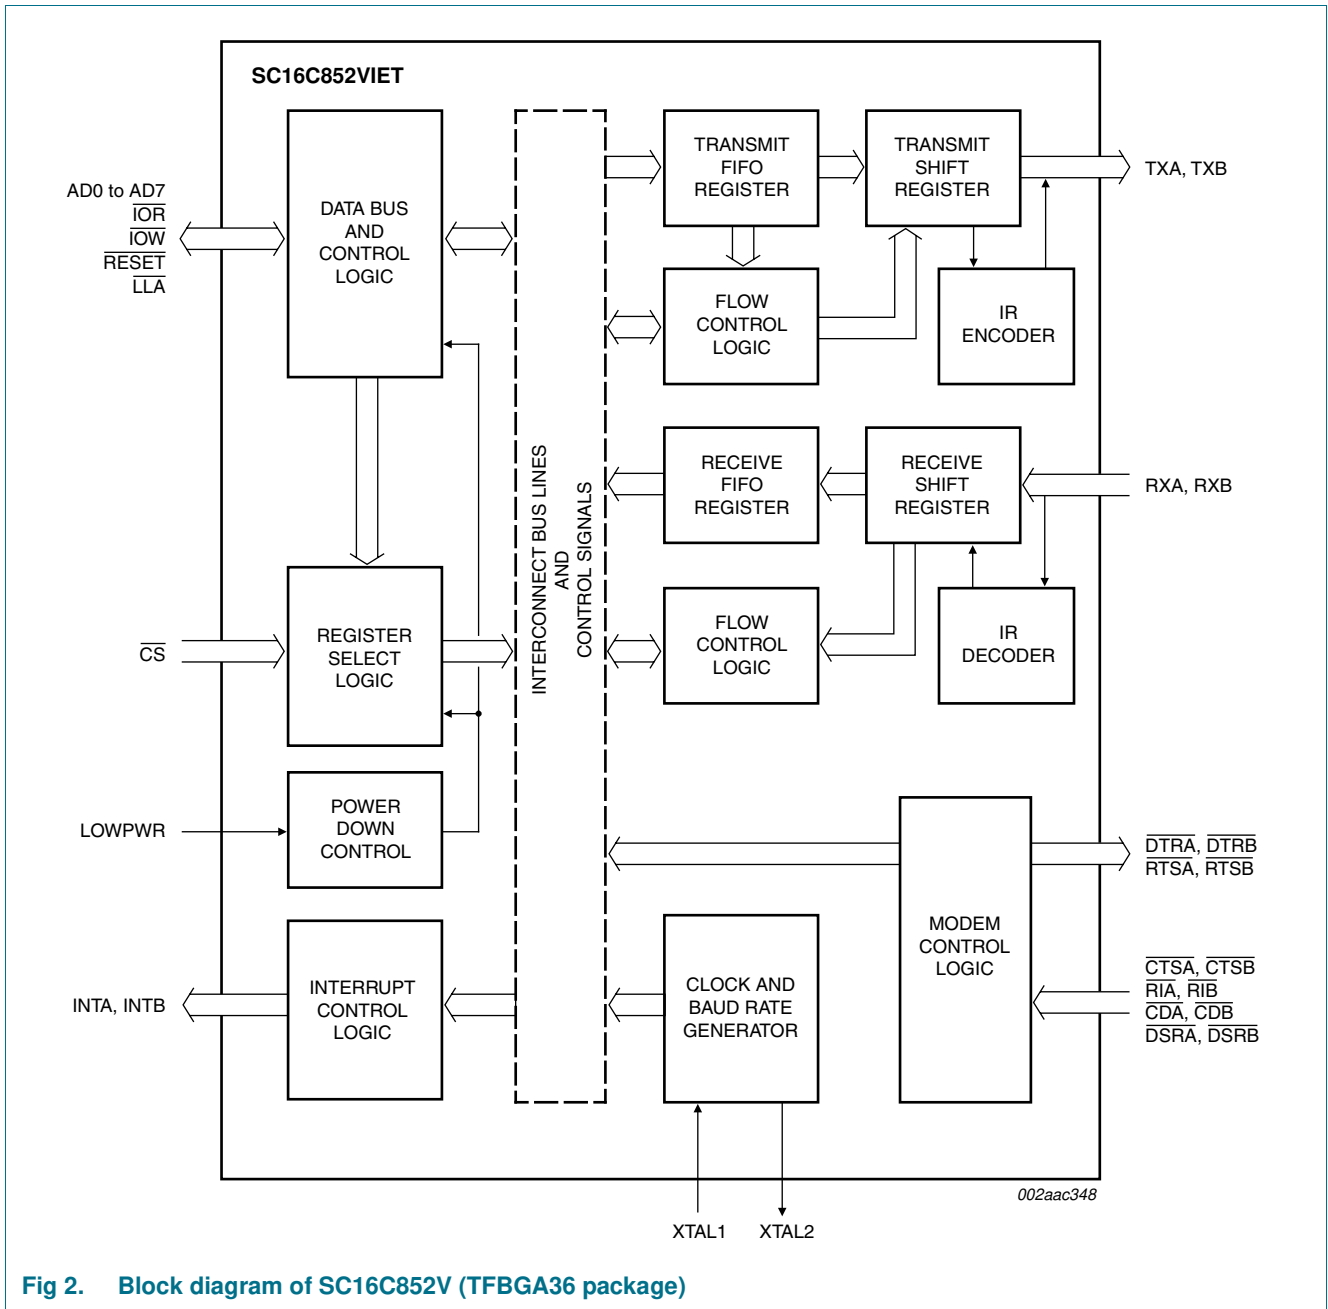 SC16C852VIET
AD0 to AD7
IOR
IOW
RESET
LLA
DATA BUS
AND
CONTROL
LOGIC
TRANSMIT
FIFO
REGISTER
TRANSMIT
SHIFT
REGISTER
TXA, TXB
FLOW
CONTROL
LOGIC
IR
ENCODER
INTERCONNECT BUS LINES
AND
CONTROL SIGNALS
RECEIVE
FIFO
REGISTER
RECEIVE
SHIFT
REGISTER
RXA, RXB
CS
REGISTER
SELECT
LOGIC
FLOW
CONTROL
LOGIC
IR
DECODER
LOWPWR
POWER
DOWN
CONTROL
DTRA, DTRB
RTSA, RTSB
MODEM
CONTROL
LOGIC
INTA, INTB
INTERRUPT
CONTROL
LOGIC
CLOCK AND
BAUD RATE
GENERATOR
CTSA, CTSB
RIA, RIB
CDA, CDB
DSRA, DSRB
002aac348
XTAL1
XTAL2
Fig 2. Block diagram of SC16C852V (TFBGA36 package)